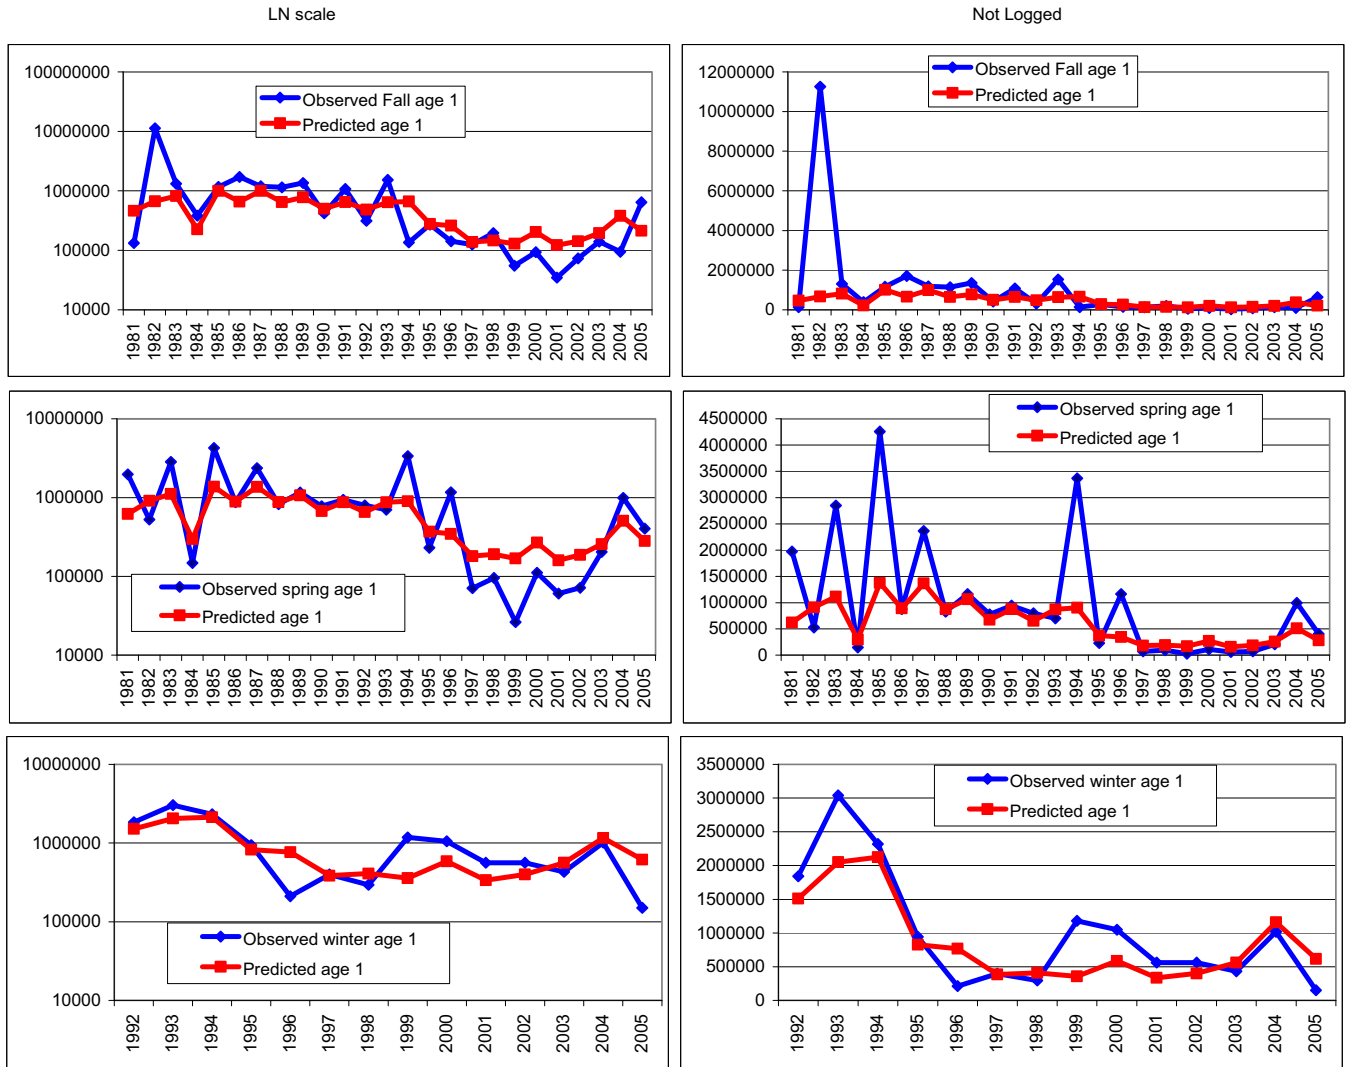 LN scale
Not Logged
100000000
10000000
1000000
100000
10000
Observed Fall age 1
Predicted age 1
1981 1982 1983 1984 1985 1986 1987 1988 1989 1990 1991 1992 1993 1994 1995 1996 1997 1998 1999 2000 2001 2002 2003 2004 2005
12000000
10000000
8000000
6000000
4000000
2000000
0
Observed Fall age 1
Predicted age 1
1981 1982 1983 1984 1985 1986 1987 1988 1989 1990 1991 1992 1993 1994 1995 1996 1997 1998 1999 2000 2001 2002 2003 2004 2005
10000000
1000000
100000
10000
Observed spring age 1
Predicted age 1
1981 1982 1983 1984 1985 1986 1987 1988 1989 1990 1991 1992 1993 1994 1995 1996 1997 1998 1999 2000 2001 2002 2003 2004 2005
4500000
4000000
3500000
3000000
2500000
2000000
1500000
1000000
500000
0
Observed spring age 1
Predicted age 1
1981 1982 1983 1984 1985 1986 1987 1988 1989 1990 1991 1992 1993 1994 1995 1996 1997 1998 1999 2000 2001 2002 2003 2004 2005
10000000
1000000
100000
10000
Observed winter age 1
Predicted age 1
1992 1993 1994 1995 1996 1997 1998 1999 2000 2001 2002 2003 2004 2005
3500000
3000000
2500000
2000000
1500000
1000000
500000
0
Observed winter age 1
Predicted age 1
1992 1993 1994 1995 1996 1997 1998 1999 2000 2001 2002 2003 2004 2005